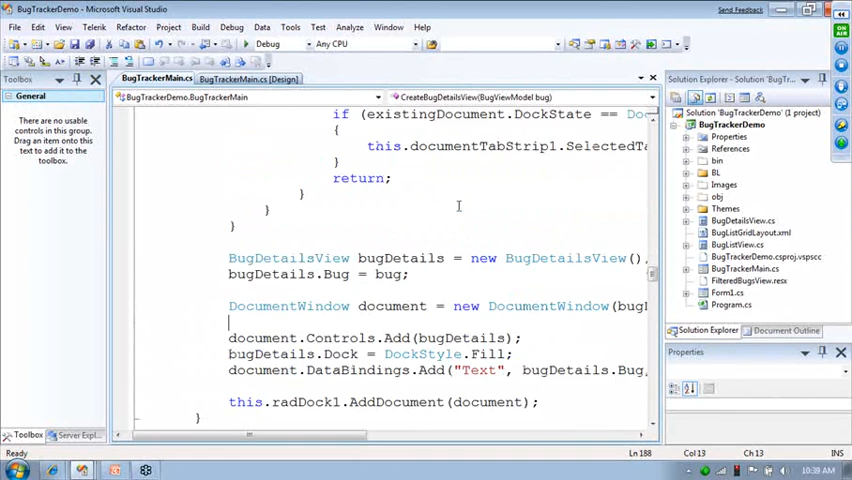 BugTrackerDemo - Microsoft Visual Studio
Send Feedback
File Edit View Telerik Refactor Project Build Debug Data Tools Test Analyze Window Help
Debug Any CPU
ON AIR
Toolbox
General
There are no usable
controls in this group.
Drag an item onto this
text to add it to the
toolbox.
BugTrackerMain.cs BugTrackerMain.cs [Design]
BugTrackerDemo.BugTrackerMain CreateBugDetailsView(BugViewModel bug)
if (existingDocument.DockState == Doc
{
this.documentTabStrip1.SelectedTa
}
return;
}
}
}
BugDetailsView bugDetails = new BugDetailsView();
bugDetails.Bug = bug;
DocumentWindow document = new DocumentWindow(bugD
document.Controls.Add(bugDetails);
bugDetails.Dock = DockStyle.Fill;
document.DataBindings.Add("Text", bugDetails.Bug,
this.radDock1.AddDocument(document);
}
Solution Explorer - Solution 'BugT...
Solution 'BugTrackerDemo' (1 project)
BugTrackerDemo
Properties
References
bin
BL
Images
obj
Themes
BugDetailsView.cs
BugListGridLayout.xml
BugListView.cs
BugTrackerDemo.csproj.vspscc
BugTrackerMain.cs
FilteredBugsView.resx
Form1.cs
Program.cs
Solution Explorer Document Outline
Properties
Toolbox Server Expl...
Ready Ln 188 Col 13 Ch 13 INS
10:39 AM